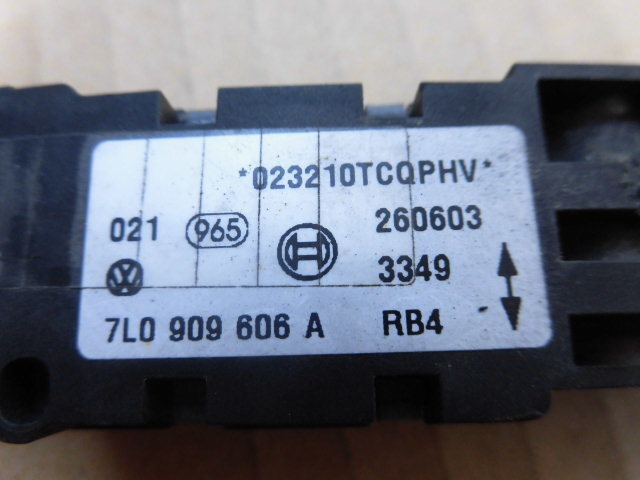 *023210TCQPHV*
021 965 260603
3349
7L0 909 606 A RB4